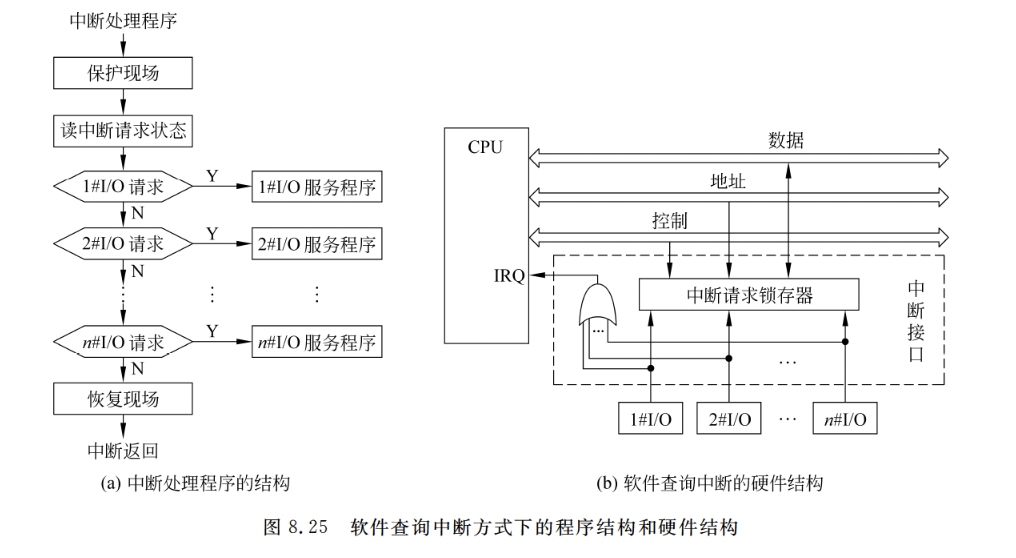 中断处理程序
保护现场
读中断请求状态
1#I/O 请求
Y
1#I/O 服务程序
N
2#I/O 请求
Y
2#I/O 服务程序
N
⋮
⋮
⋮
n#I/O 请求
Y
n#I/O 服务程序
N
恢复现场
中断返回
(a) 中断处理程序的结构
CPU
数据
地址
控制
IRQ
中断请求锁存器
中断接口
…
…
1#I/O
2#I/O
…
n#I/O
(b) 软件查询中断的硬件结构
图 8.25 软件查询中断方式下的程序结构和硬件结构